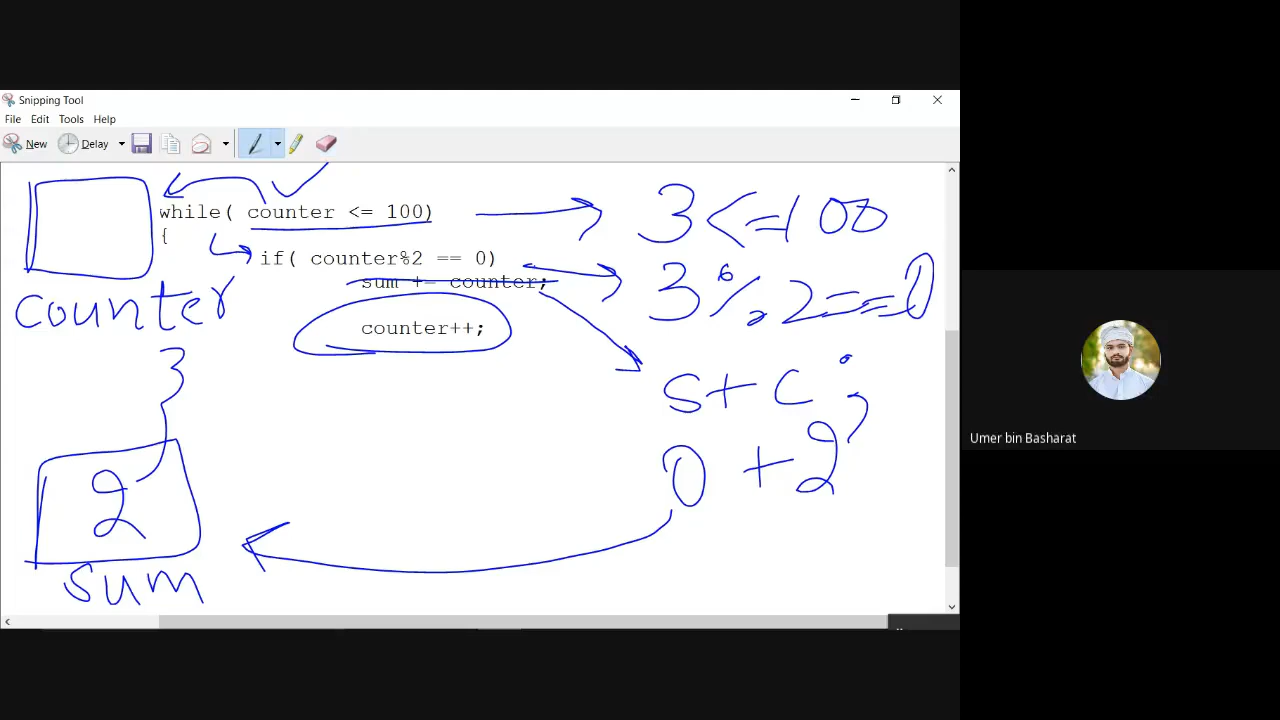 Snipping Tool
File Edit Tools Help
New Delay
while( counter <= 100)
{
if( counter%2 == 0)
sum += counter;
counter++;
counter
3
2
sum
3<=100
3%2==0
s+c;
0+2
Umer bin Basharat